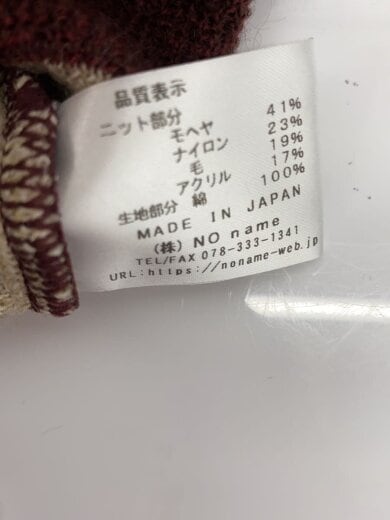 品質表示
ニット部分
モヘヤ 41%
ナイロン 23%
毛 19%
アクリル 17%
生地部分 綿 100%
MADE IN JAPAN
(株) NO name
TEL/FAX 078-333-1341
URL:https://noname-web.jp